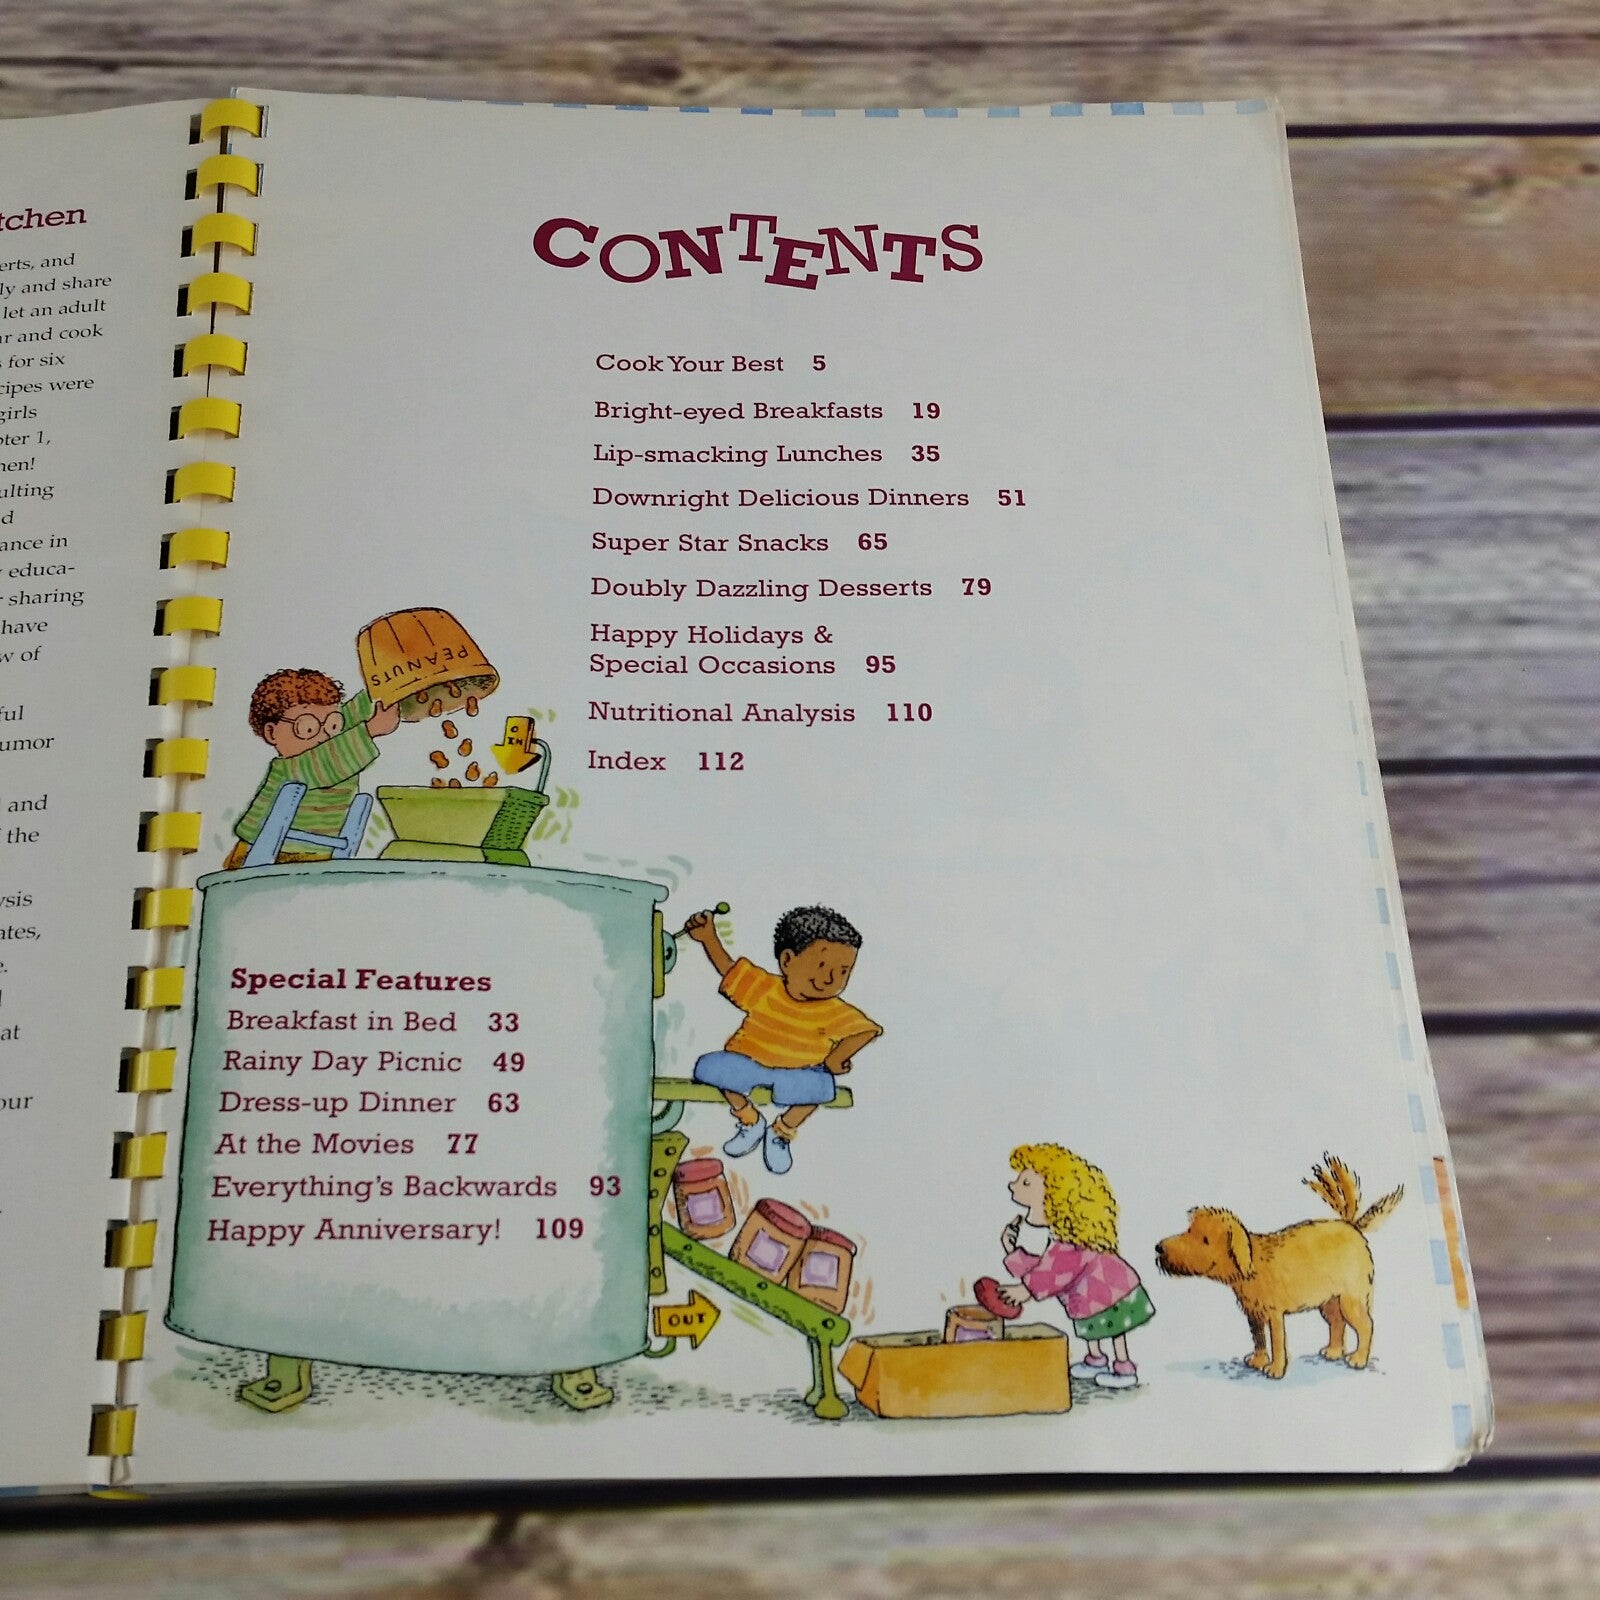 tchen
erts, and
ly and share
let an adult
r and cook
for six
cipes were
girls
ter 1,
hen!
ulting
d
ance in
educa-
sharing
have
w of
ful
umor
and
the
ysis
ates,
e.
at
our
CONTENTS
Cook Your Best 5
Bright-eyed Breakfasts 19
Lip-smacking Lunches 35
Downright Delicious Dinners 51
Super Star Snacks 65
Doubly Dazzling Desserts 79
Happy Holidays &
Special Occasions 95
Nutritional Analysis 110
Index 112
PEANUTS
IN
Special Features
Breakfast in Bed 33
Rainy Day Picnic 49
Dress-up Dinner 63
At the Movies 77
Everything's Backwards 93
Happy Anniversary! 109
OUT